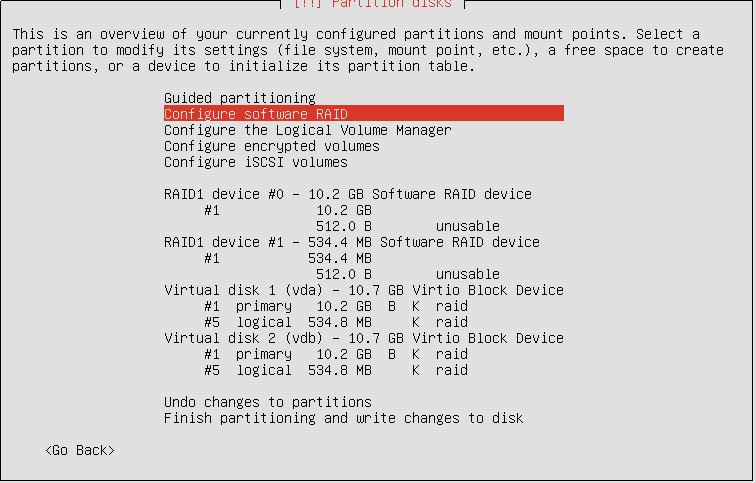 [!!] Partition disks
This is an overview of your currently configured partitions and mount points. Select a
partition to modify its settings (file system, mount point, etc.), a free space to create
partitions, or a device to initialize its partition table.
Guided partitioning
Configure software RAID
Configure the Logical Volume Manager
Configure encrypted volumes
Configure iSCSI volumes
RAID1 device #0 - 10.2 GB Software RAID device
#1 10.2 GB
512.0 B unusable
RAID1 device #1 - 534.4 MB Software RAID device
#1 534.4 MB
512.0 B unusable
Virtual disk 1 (vda) - 10.7 GB Virtio Block Device
#1 primary 10.2 GB B K raid
#5 logical 534.8 MB K raid
Virtual disk 2 (vdb) - 10.7 GB Virtio Block Device
#1 primary 10.2 GB B K raid
#5 logical 534.8 MB K raid
Undo changes to partitions
Finish partitioning and write changes to disk
<Go Back>